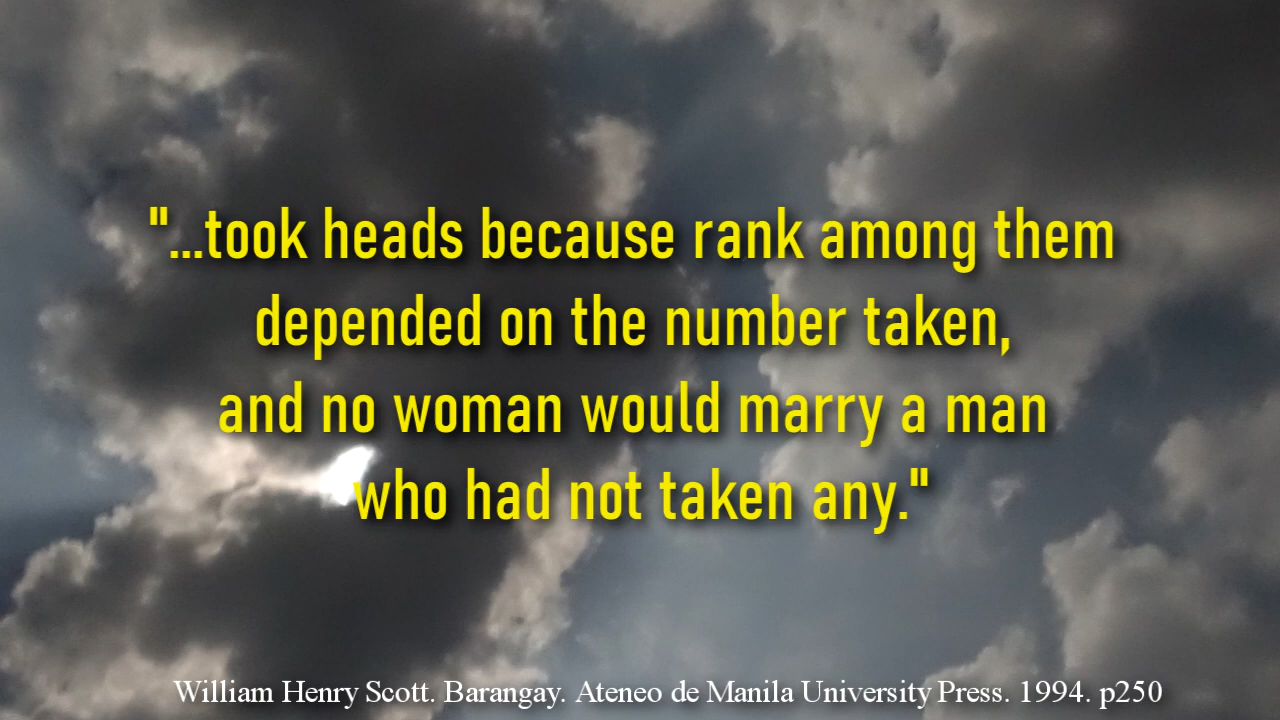 "...took heads because rank among them
depended on the number taken,
and no woman would marry a man
who had not taken any."
William Henry Scott. Barangay. Ateneo de Manila University Press. 1994. p250